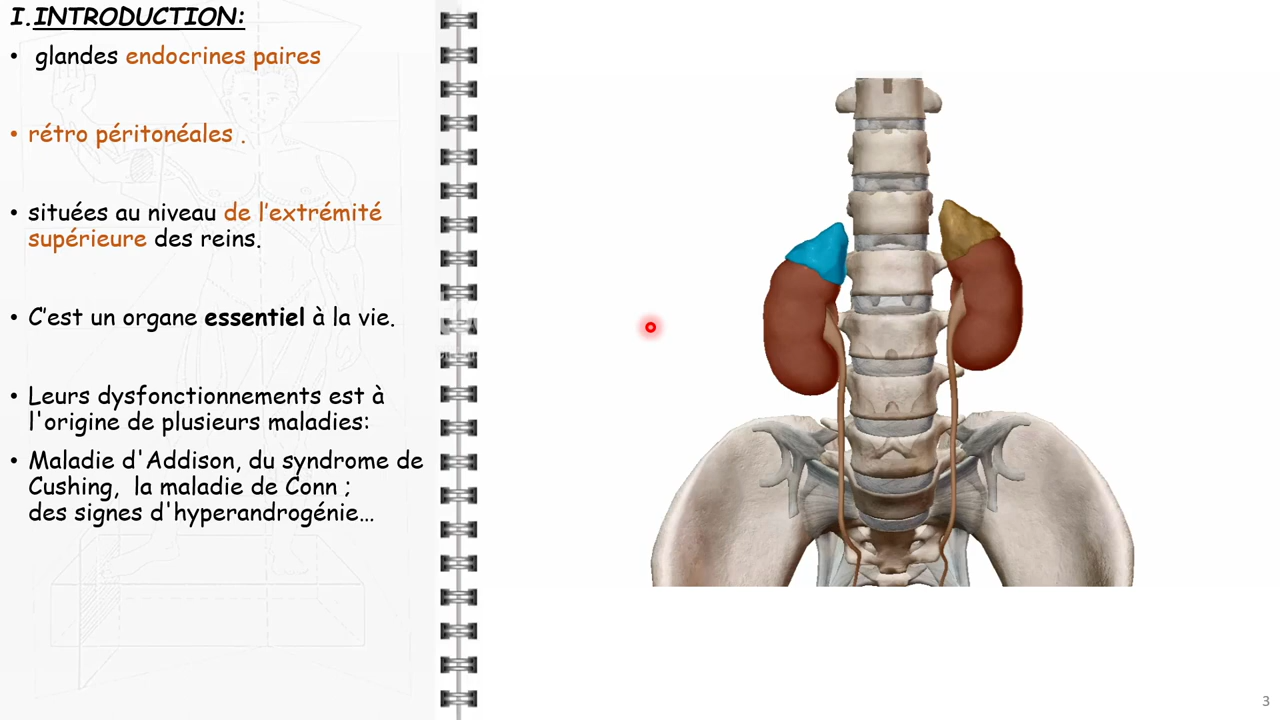 I. INTRODUCTION:
• glandes endocrines paires
• rétro péritonéales .
• situées au niveau de l’extrémité
supérieure des reins.
• C’est un organe essentiel à la vie.
• Leurs dysfonctionnements est à
l'origine de plusieurs maladies:
• Maladie d'Addison, du syndrome de
Cushing, la maladie de Conn ;
des signes d'hyperandrogénie…
3